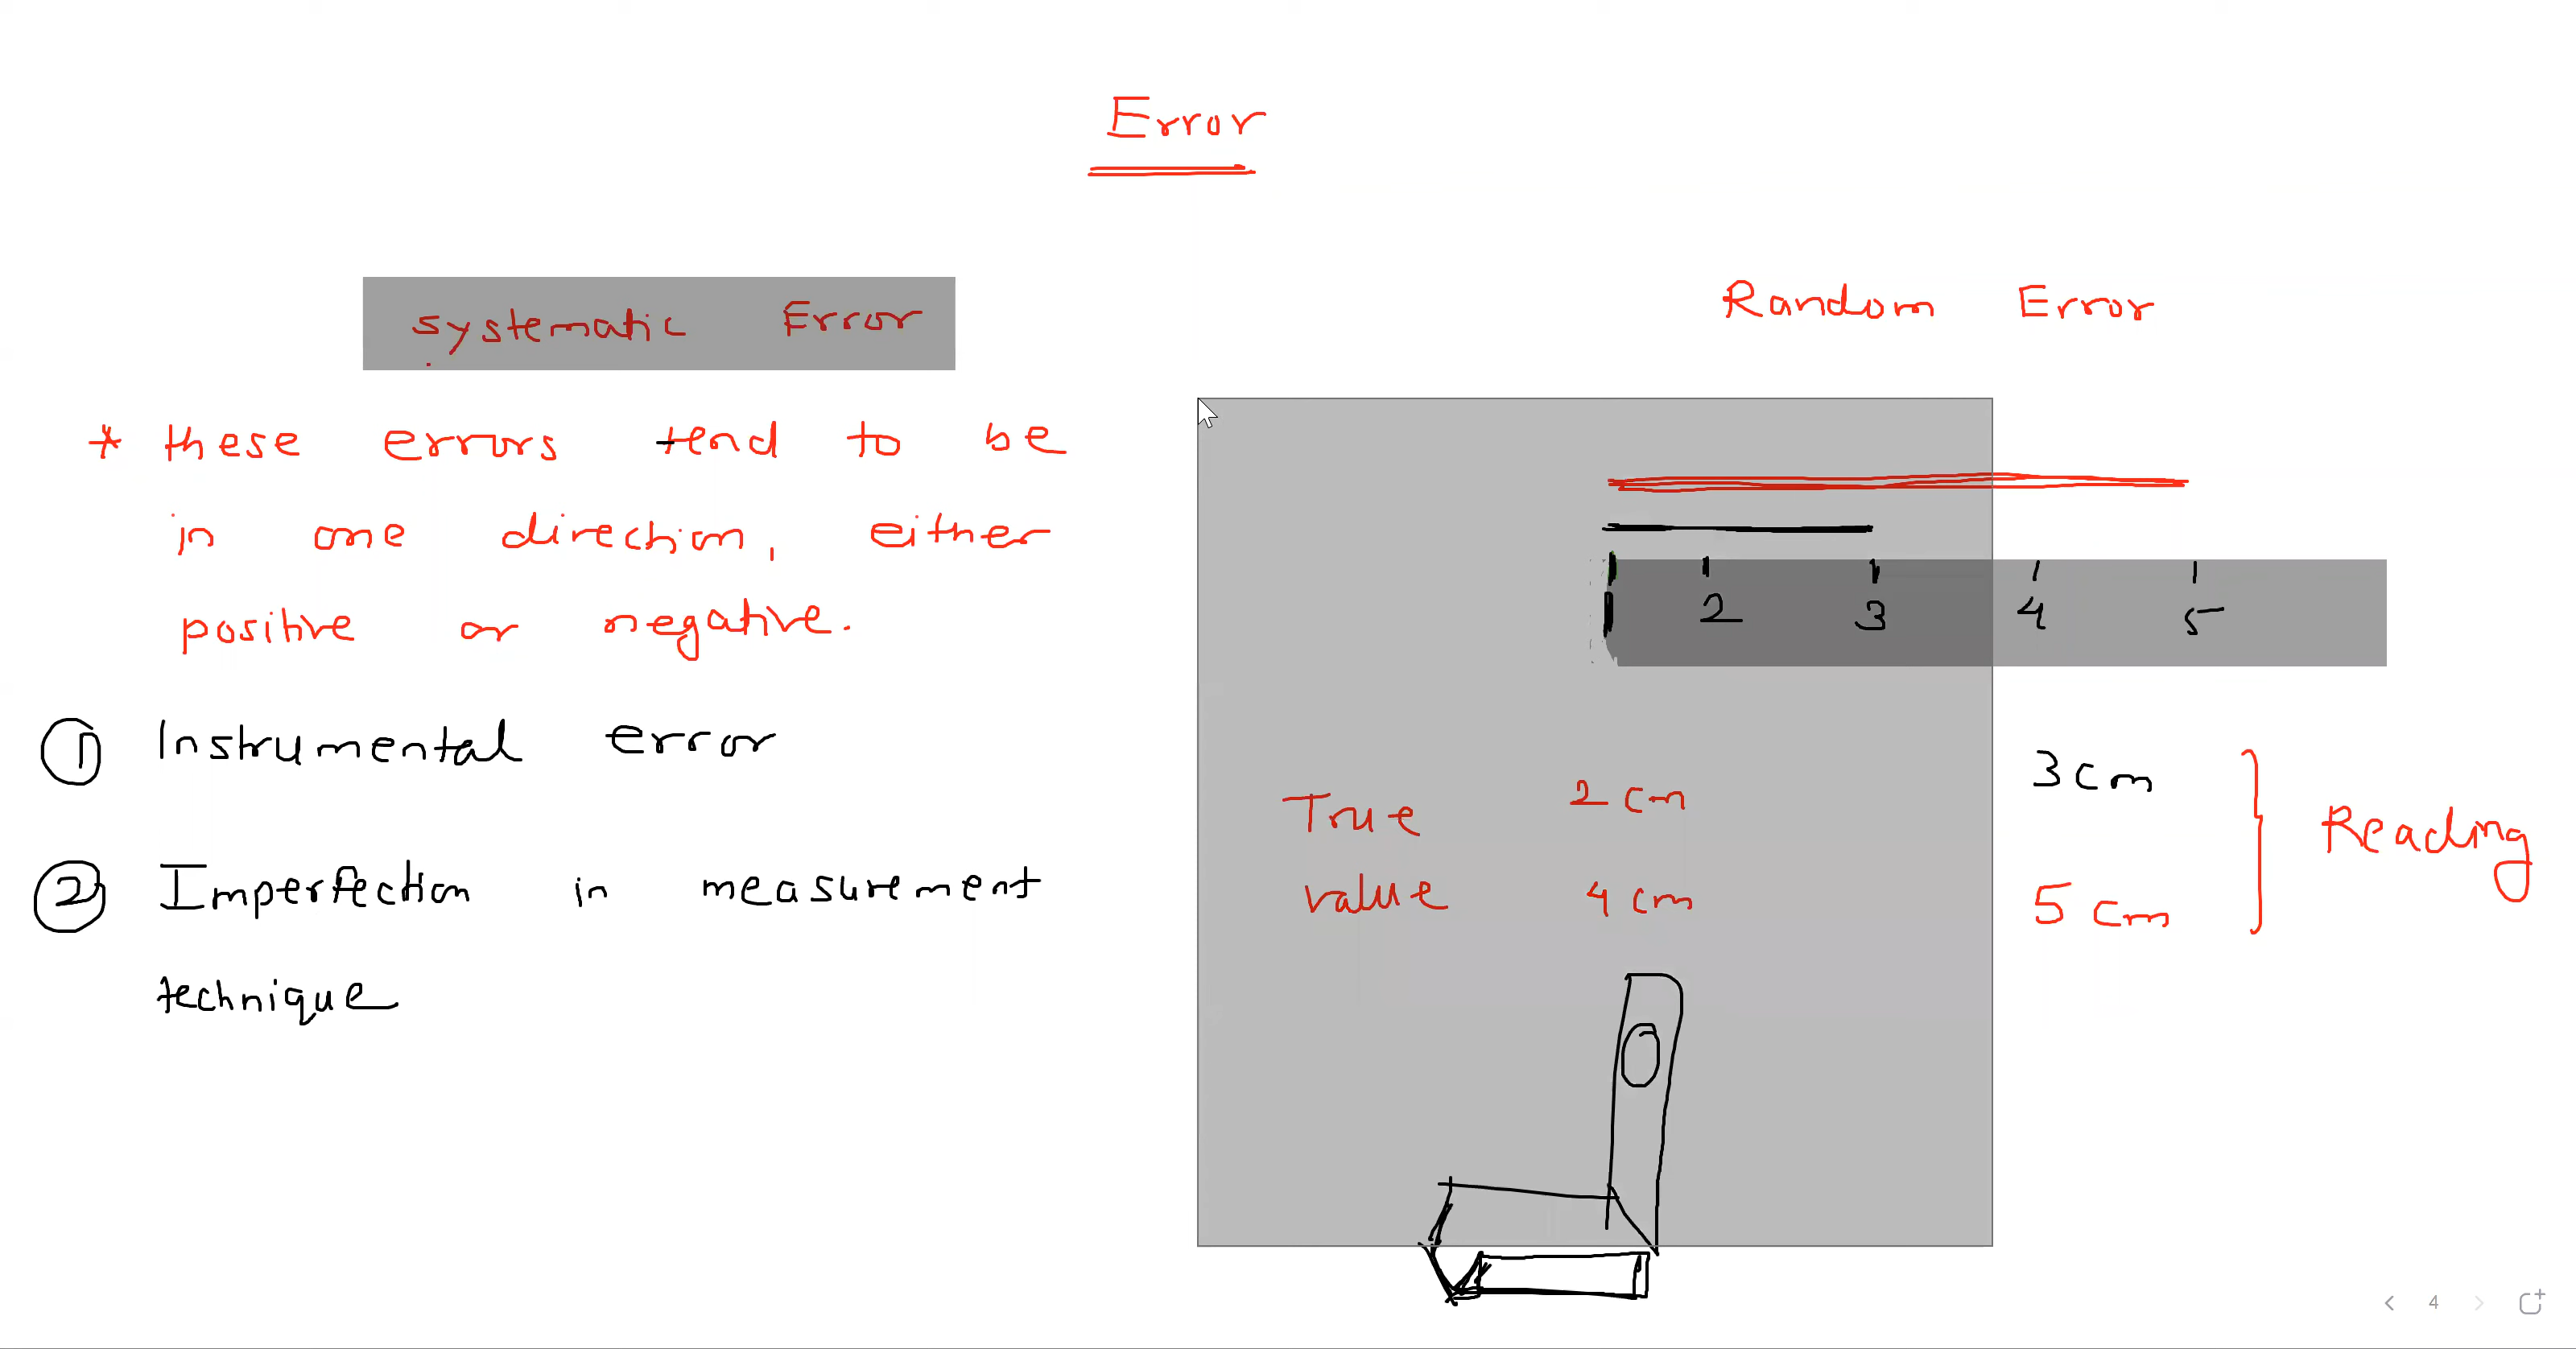 Error
systematic Error
Random Error
* these errors tend to be
in one direction, either
positive or negative.
① Instrumental error
② Imperfection in measurement
technique
1 2 3 4 5
True 2 cm 3 cm
value 4 cm 5 cm
Reading
4